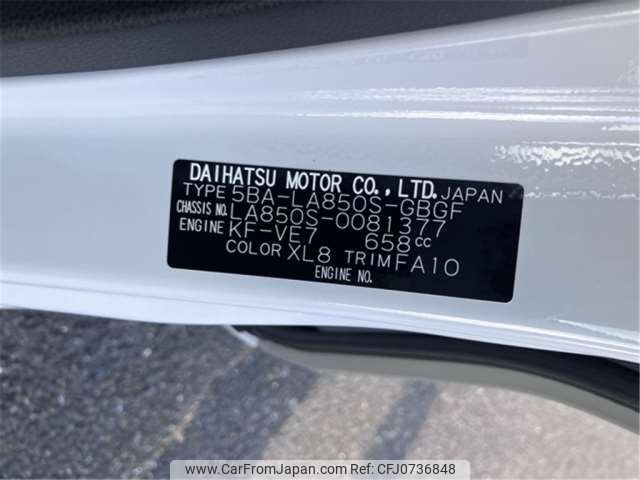 DAIHATSU MOTOR CO., LTD. JAPAN
TYPE 5BA-LA850S-GBGF
CHASSIS NO. LA850S-0081377
ENGINE KF-VE7 658cc
COLOR XL8 TRIM FA10
ENGINE NO.
www.CarFromJapan.com | CFJ0736848